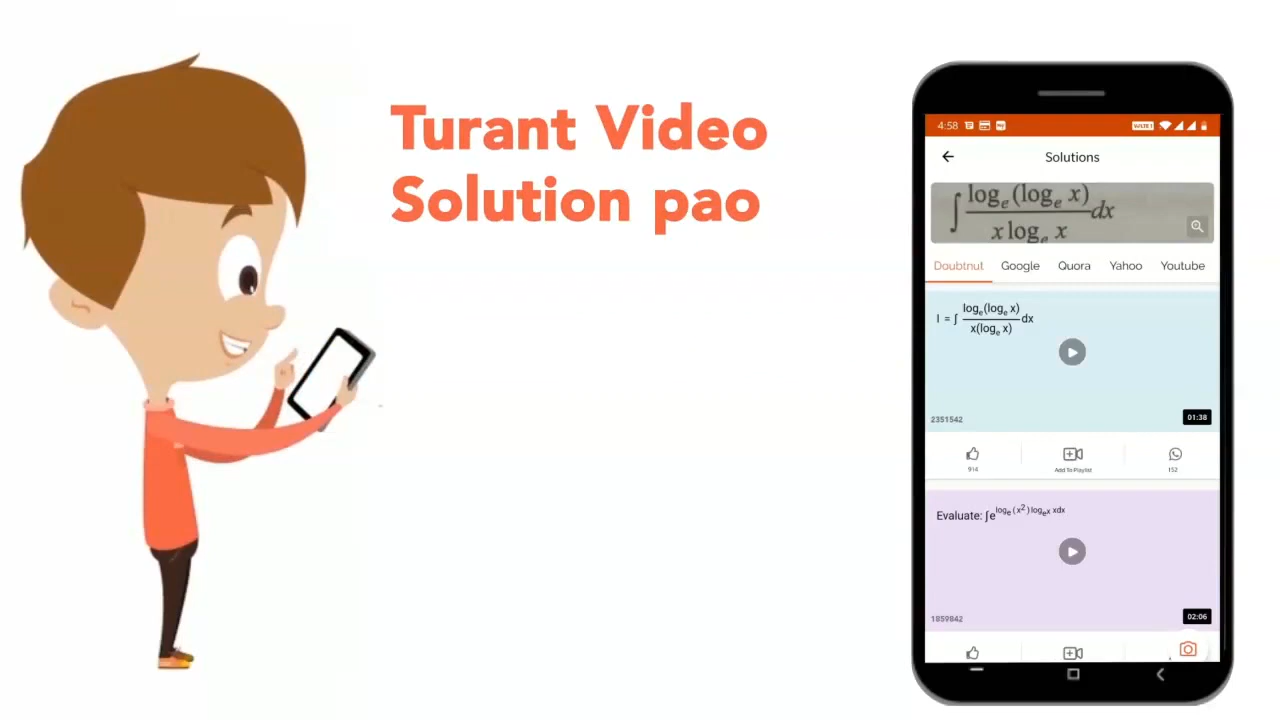 Turant Video
Solution pao
4:58
Solutions
∫ log_e (log_e x) / x log_e x dx
Doubtnut Google Quora Yahoo Youtube
I = ∫ log_e(log_e x) / x(log_e x) dx
2351542 01:38
914 Add To Playlist 152
Evaluate: ∫e^log_e (x^2) log_e x xdx
1859842 02:06